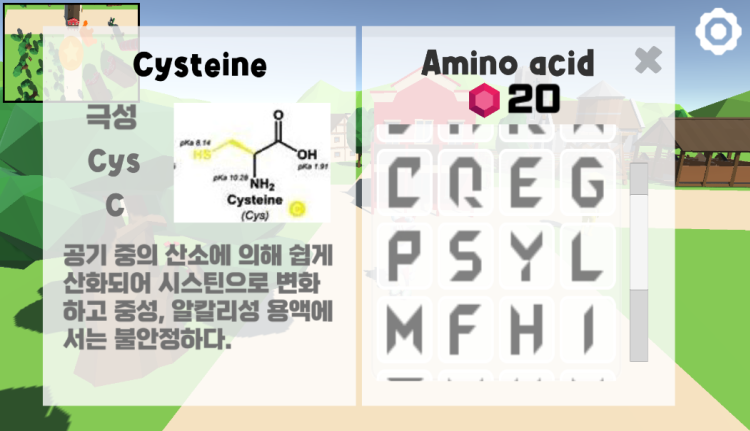 Cysteine
극성
Cys
C
O
pKa 8.14
HS
OH
pKa 1.91
pKa 10.28
NH₂
Cysteine
(Cys)
C
공기 중의 산소에 의해 쉽게
산화되어 시스틴으로 변화
하고 중성, 알칼리성 용액에
서는 불안정하다.
Amino acid
20
C Q E G
P S Y L
M F H I